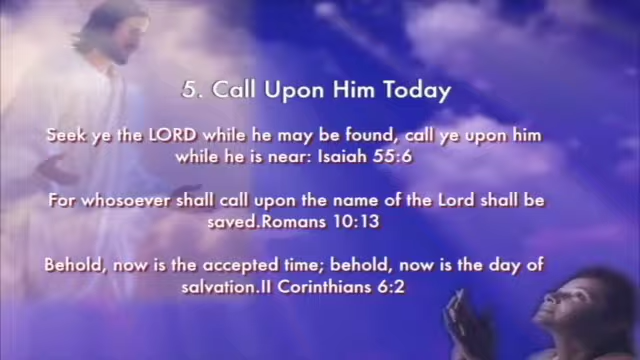 5. Call Upon Him Today
Seek ye the LORD while he may be found, call ye upon him
while he is near: Isaiah 55:6
For whosoever shall call upon the name of the Lord shall be
saved.Romans 10:13
Behold, now is the accepted time; behold, now is the day of
salvation.II Corinthians 6:2